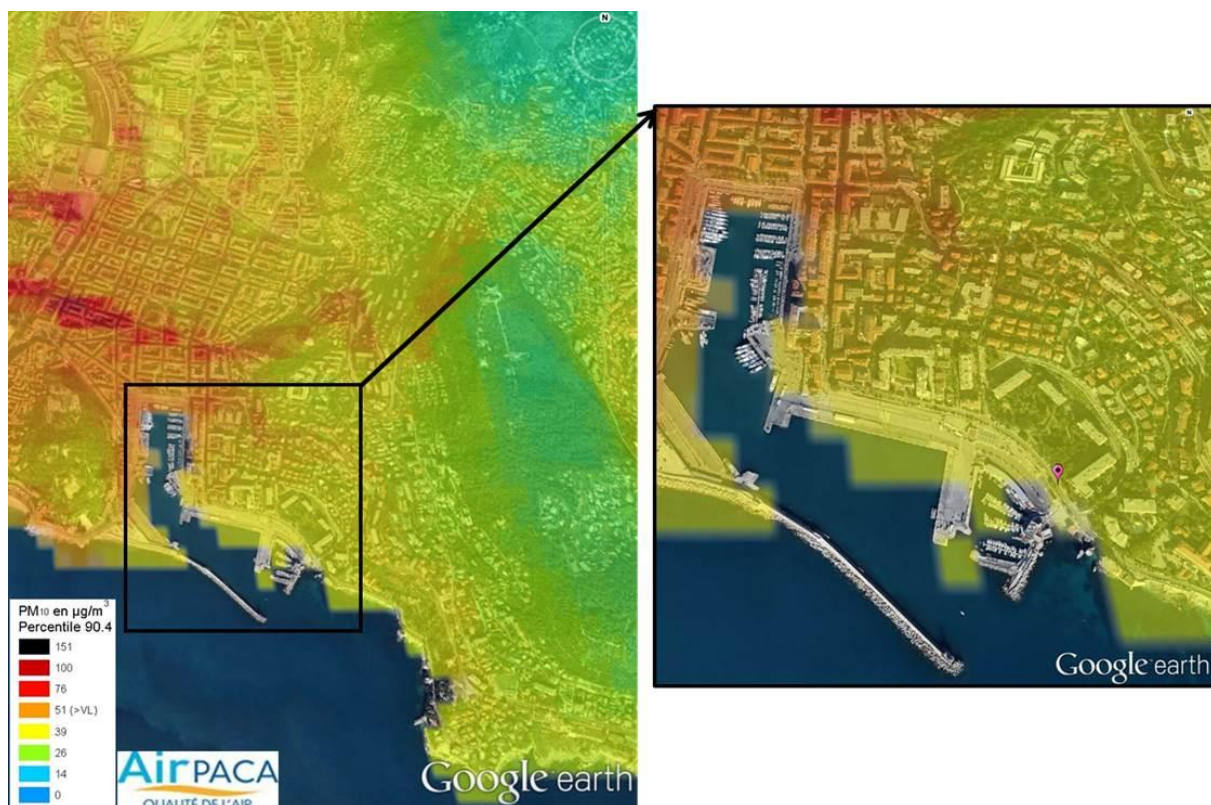 N
PM10 en µg/m³
Percentile 90.4
151
100
76
51 (>VL)
39
26
14
0
AirPACA
QUALITÉ DE L'AIR
Google earth
N
Google earth